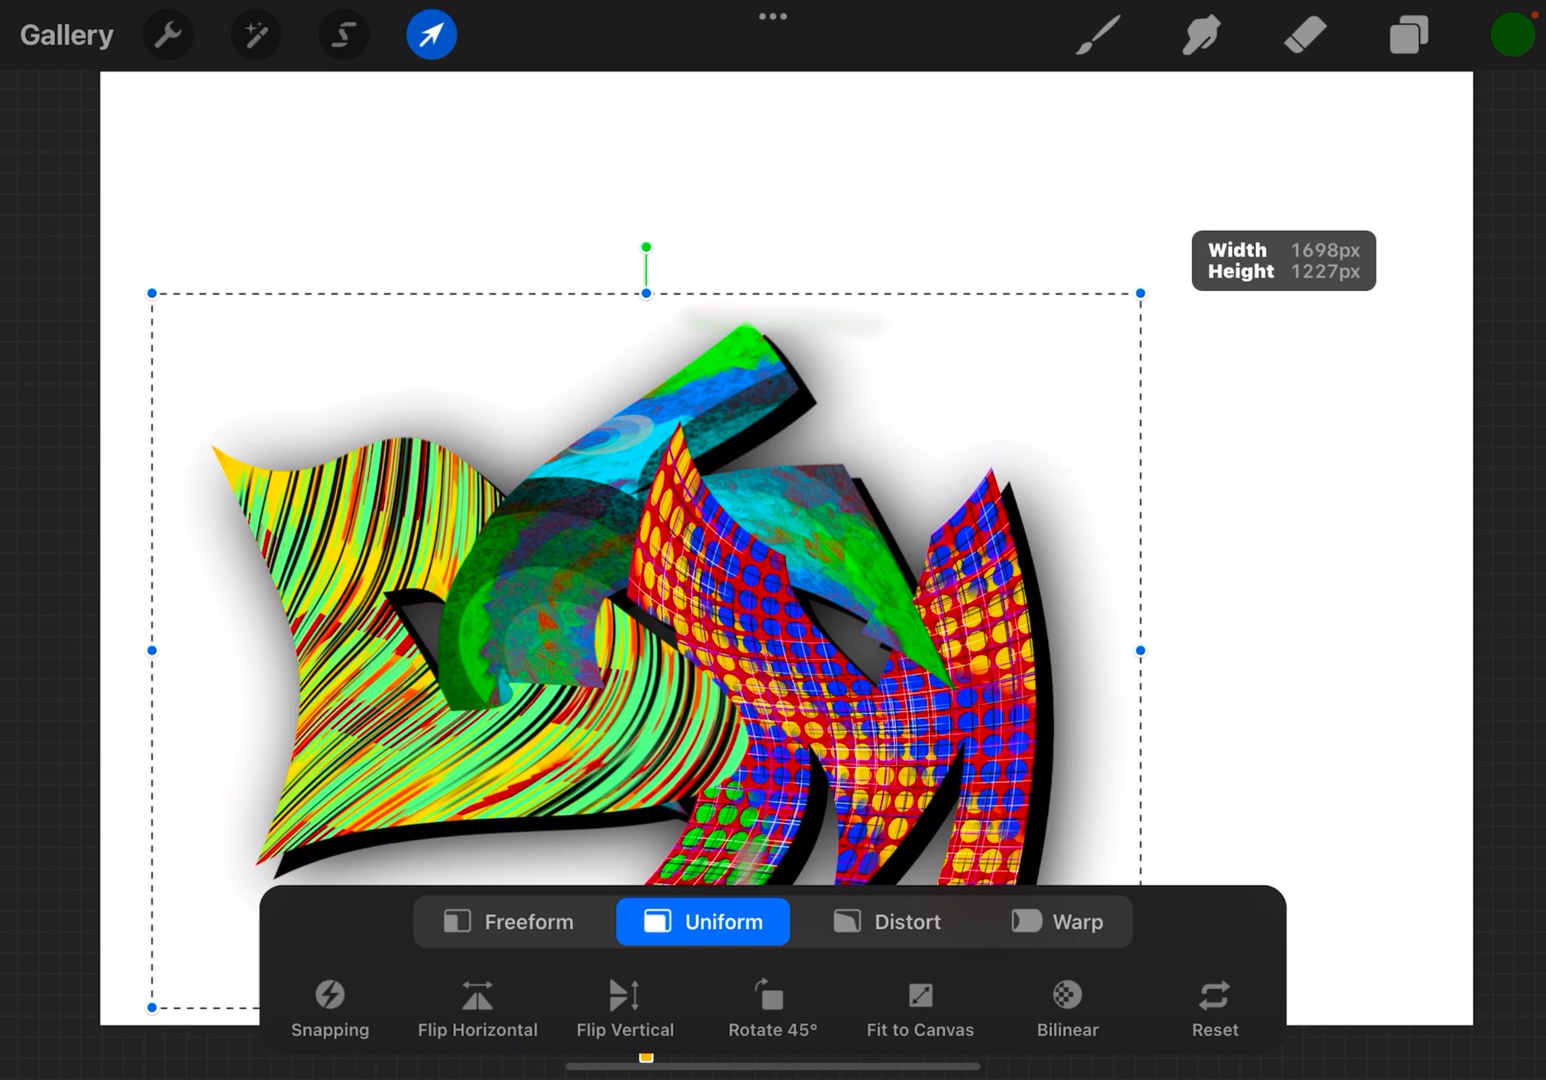 Gallery
Width 1698px
Height 1227px
Freeform Uniform Distort Warp
Snapping Flip Horizontal Flip Vertical Rotate 45° Fit to Canvas Bilinear Reset